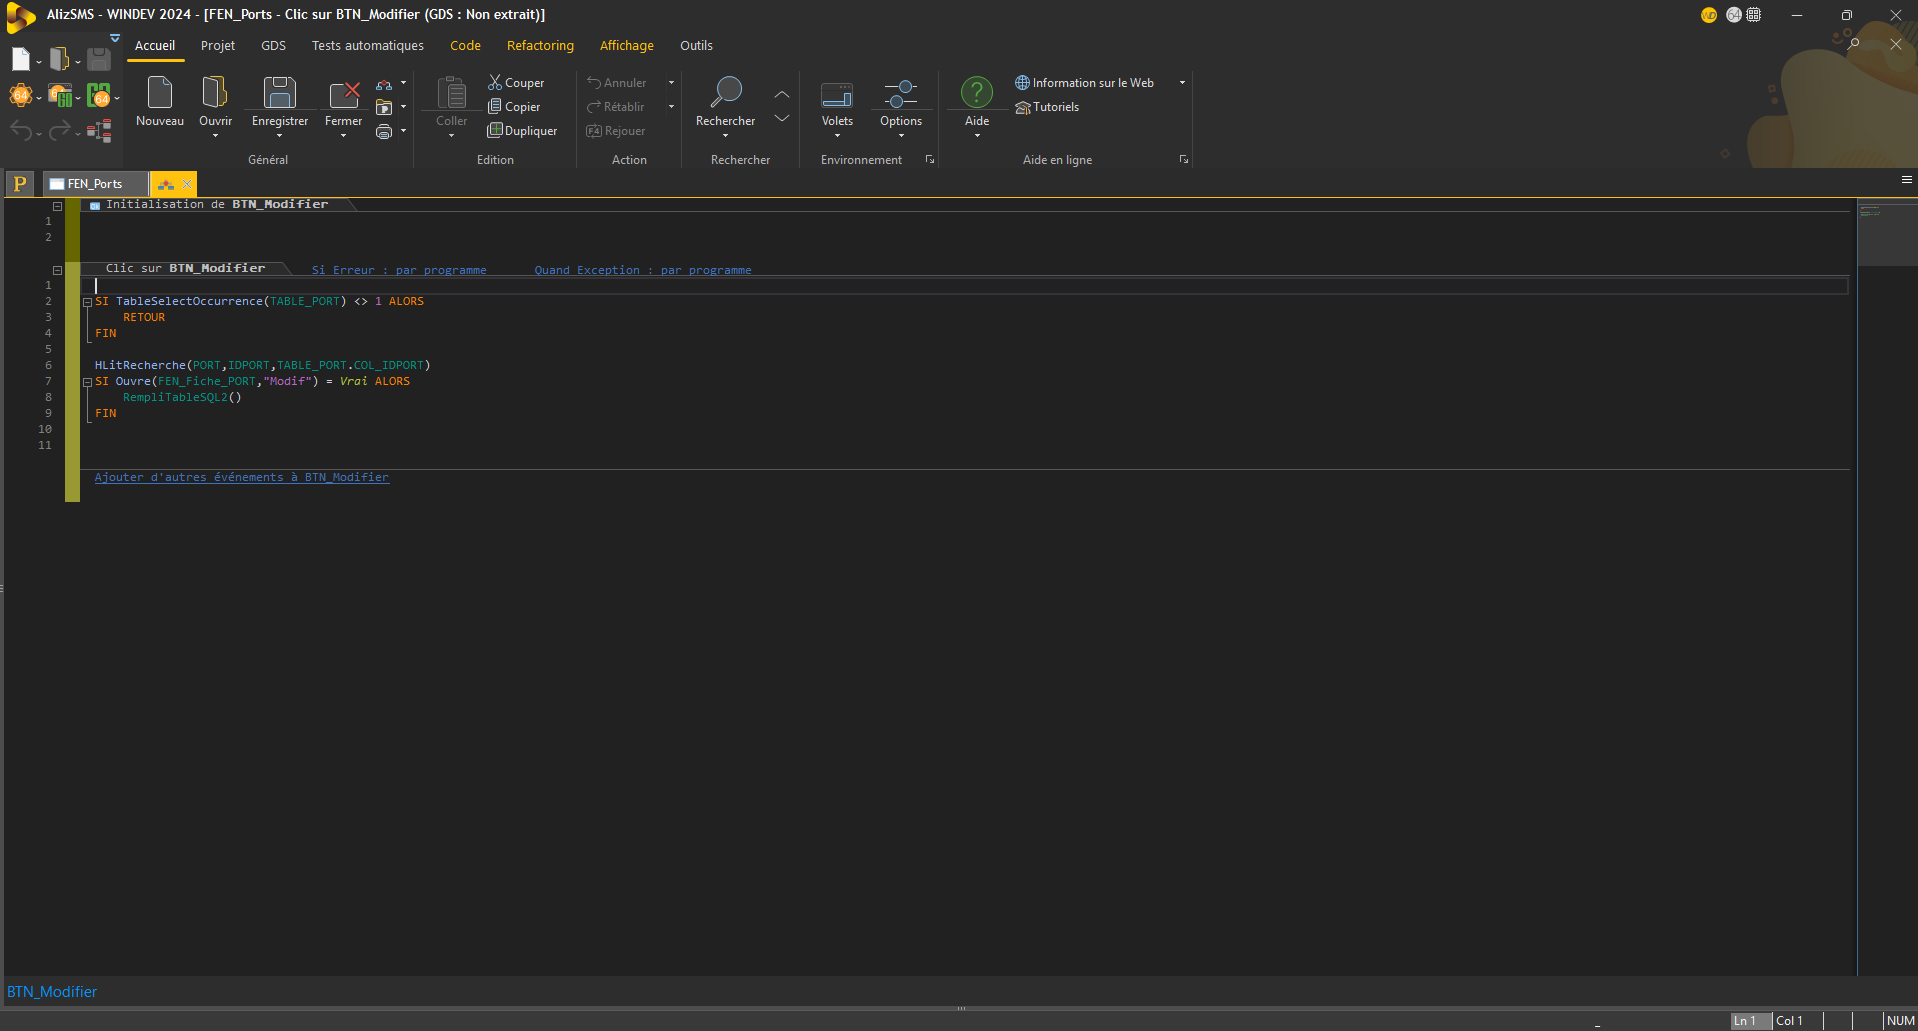 AlizSMS - WINDEV 2024 - [FEN_Ports - Clic sur BTN_Modifier (GDS : Non extrait)]
WD 64
Accueil Projet GDS Tests automatiques Code Refactoring Affichage Outils
64 64
Nouveau Ouvrir Enregistrer Fermer
Général
Coller
Couper
Copier
Dupliquer
Edition
Annuler
Rétablir
F4 Rejouer
Action
Rechercher
Rechercher
Volets Options
Environnement
Aide
Information sur le Web
Tutoriels
Aide en ligne
P FEN_Ports
Initialisation de BTN_Modifier
1
2
Clic sur BTN_Modifier Si Erreur : par programme Quand Exception : par programme
1
2 SI TableSelectOccurrence(TABLE_PORT) <> 1 ALORS
3 RETOUR
4 FIN
5
6 HLitRecherche(PORT,IDPORT,TABLE_PORT.COL_IDPORT)
7 SI Ouvre(FEN_Fiche_PORT,"Modif") = Vrai ALORS
8 RempliTableSQL2()
9 FIN
10
11
Ajouter d'autres événements à BTN_Modifier
BTN_Modifier
Ln 1 Col 1 NUM